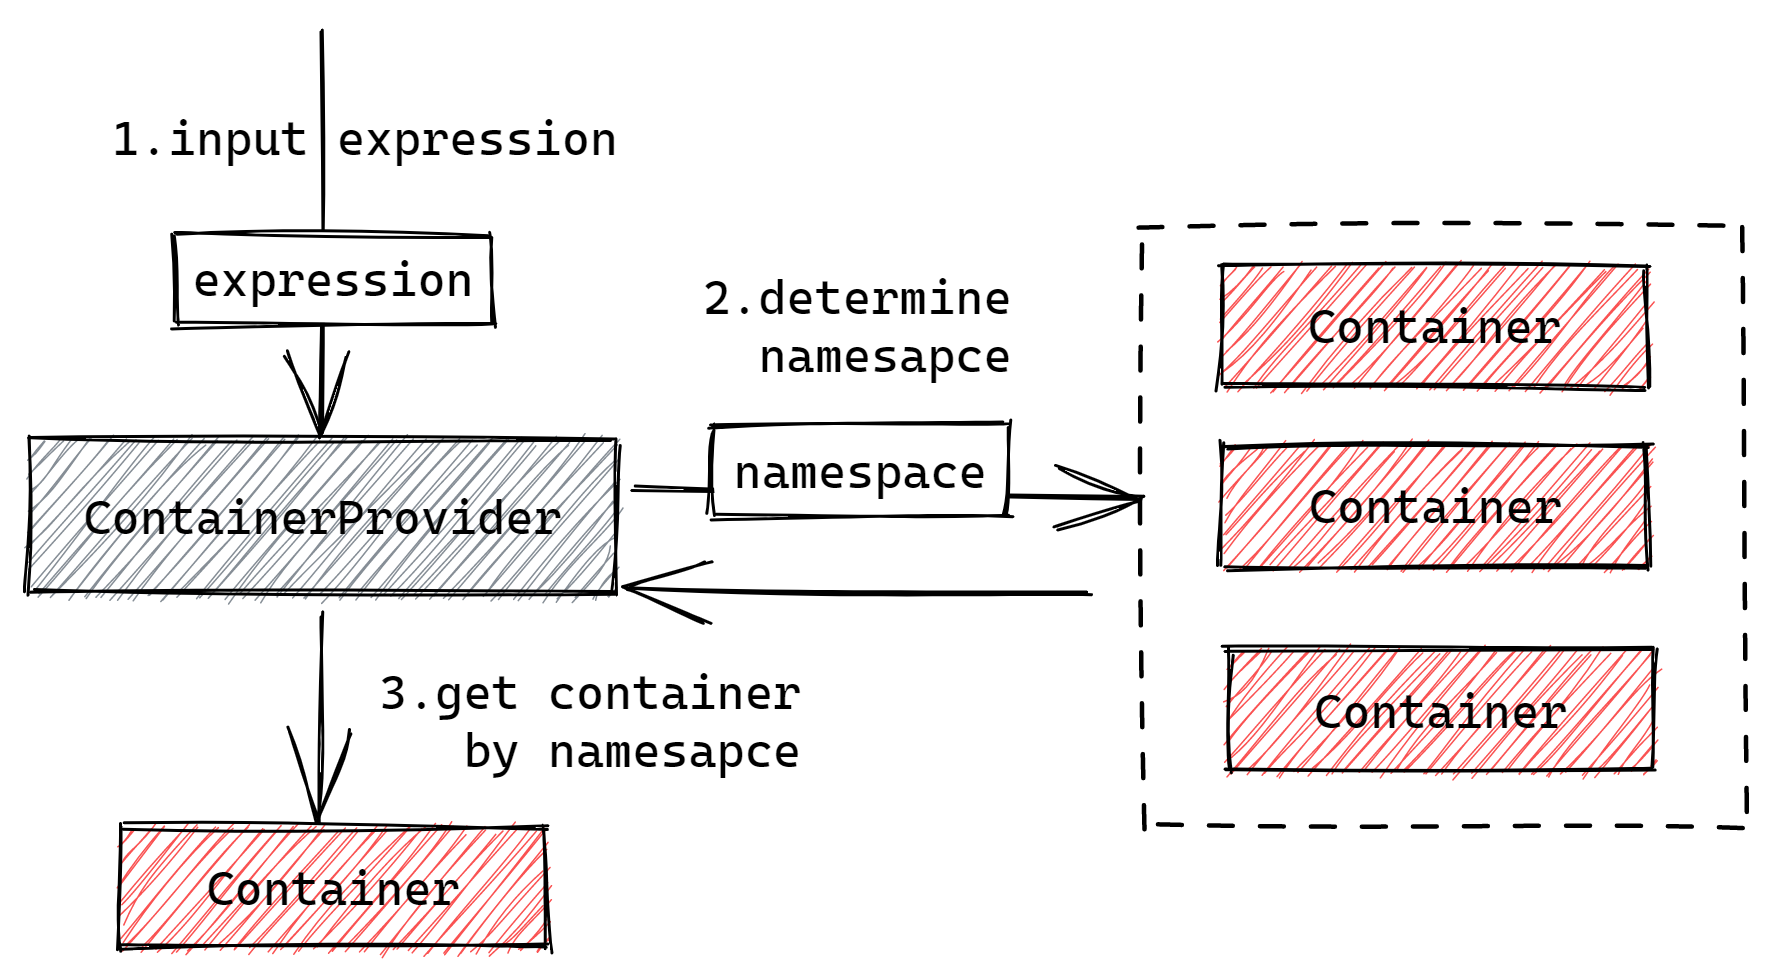 1.input expression
expression
2.determine
namesapce
namespace
ContainerProvider
3.get container
by namesapce
Container
Container
Container
Container